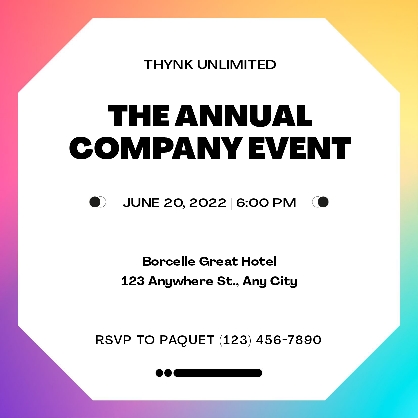 THYNK UNLIMITED
THE ANNUAL
COMPANY EVENT
JUNE 20, 2022 | 6:00 PM
Borcelle Great Hotel
123 Anywhere St., Any City
RSVP TO PAQUET (123) 456-7890